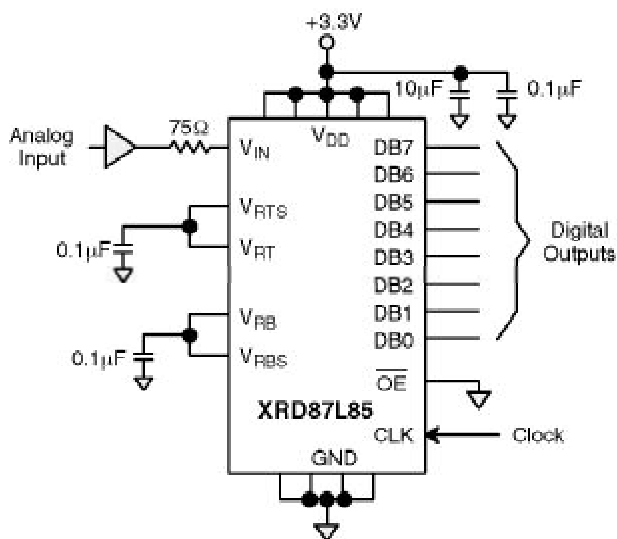 +3.3V
10μF
0.1μF
Analog
Input
75Ω
VDD
VIN
DB7
DB6
VRTS
DB5
DB4
0.1μF
VRT
DB3
Digital
Outputs
DB2
VRB
DB1
DB0
0.1μF
VRBS
OE
XRD87L85
CLK
Clock
GND